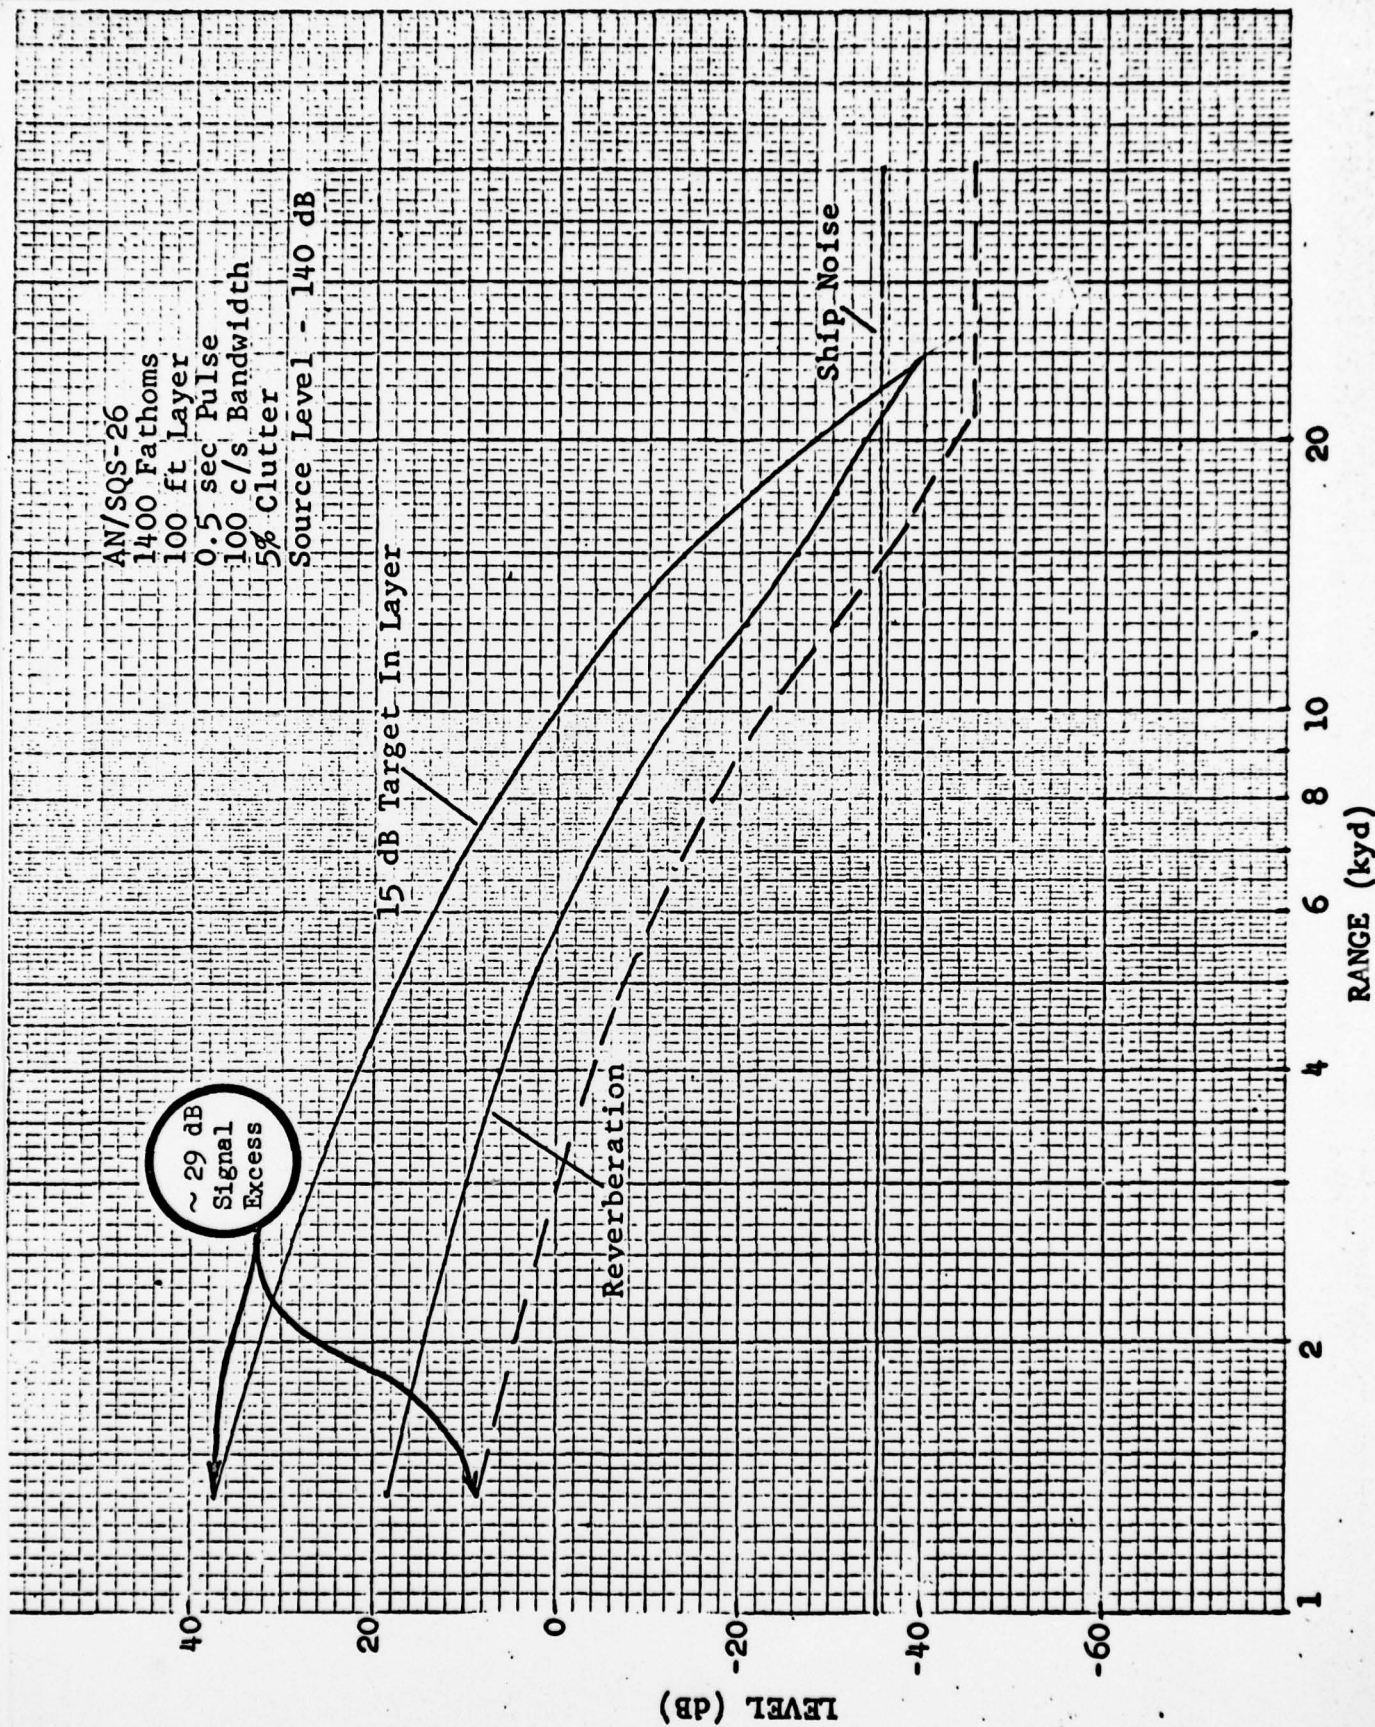 AN/SQS-26
1400 Fathoms
100 ft Layer
0.5 sec Pulse
100 c/s Bandwidth
5% Clutter
Source Level - 140 dB
~ 29 dB
Signal
Excess
15 dB Target In Layer
Reverberation
Ship Noise
LEVEL (dB)
40
20
0
-20
-40
-60
1
2
4
6
8
10
20
RANGE (kyd)